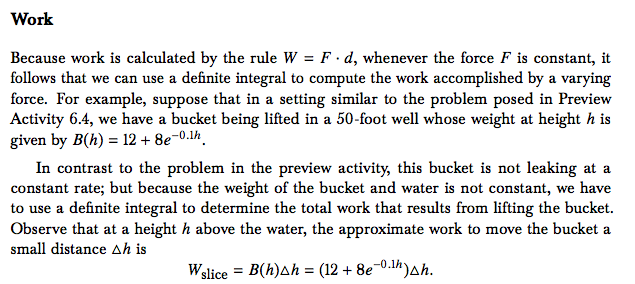 Work
Because work is calculated by the rule W = F · d, whenever the force F is constant, it
follows that we can use a definite integral to compute the work accomplished by a varying
force. For example, suppose that in a setting similar to the problem posed in Preview
Activity 6.4, we have a bucket being lifted in a 50-foot well whose weight at height h is
given by B(h) = 12 + 8e^{−0.1h}.
In contrast to the problem in the preview activity, this bucket is not leaking at a
constant rate; but because the weight of the bucket and water is not constant, we have
to use a definite integral to determine the total work that results from lifting the bucket.
Observe that at a height h above the water, the approximate work to move the bucket a
small distance △h is
W_{slice} = B(h)△h = (12 + 8e^{−0.1h})△h.